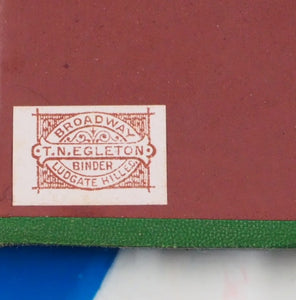 BROADWAY
T.N.EGLETON
BINDER
LUDGATE HILL E.C.